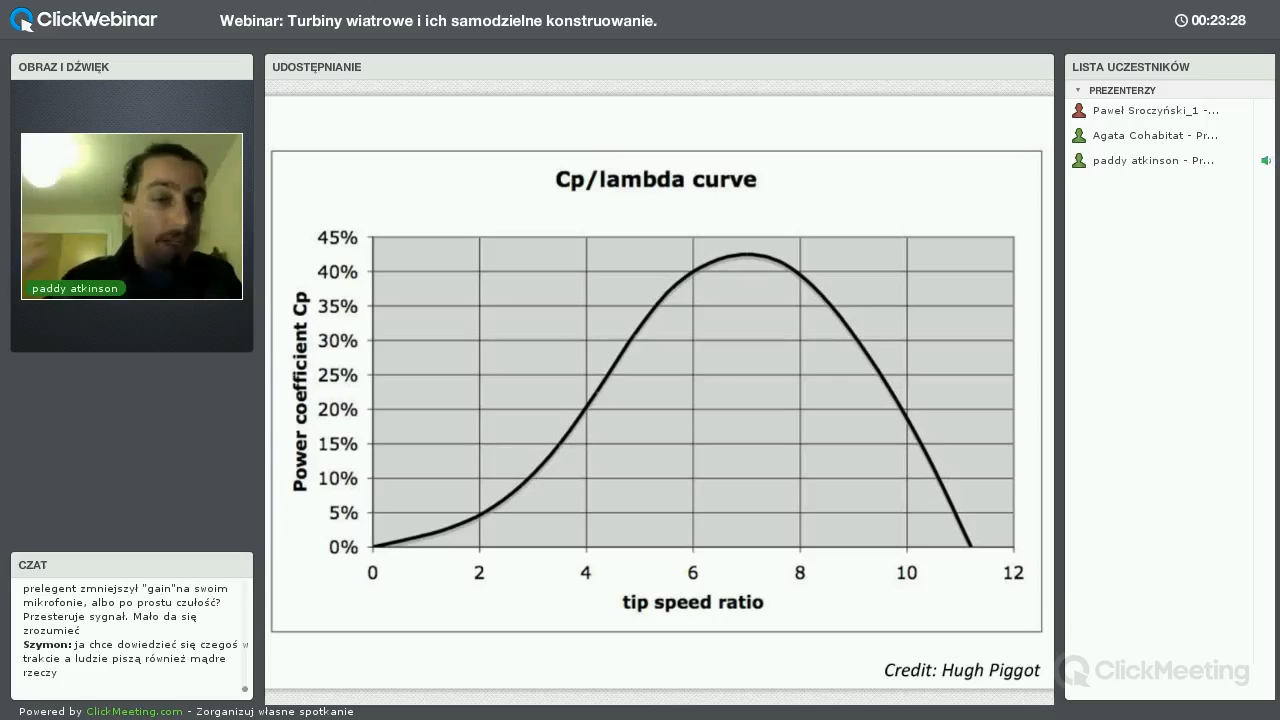 ClickWebinar
Webinar: Turbiny wiatrowe i ich samodzielne konstruowanie.
00:23:28
OBRAZ I DŹWIĘK
paddy atkinson
CZAT
prelegent zmniejszył "gain"na swoim
mikrofonie, albo po prostu czułość?
Przesteruje sygnał. Mało da się
zrozumieć
Szymon: ja chce dowiedzieć się czegoś w
trakcie a ludzie piszą również mądre
rzeczy
UDOSTĘPNIANIE
Cp/lambda curve
Power coefficient Cp
45%
40%
35%
30%
25%
20%
15%
10%
5%
0%
0 2 4 6 8 10 12
tip speed ratio
Credit: Hugh Piggot
LISTA UCZESTNIKÓW
PREZENTERZY
Paweł Sroczyński_1 -...
Agata Cohabitat - Pr...
paddy atkinson - Pr...
ClickMeeting
Powered by ClickMeeting.com - Zorganizuj własne spotkanie